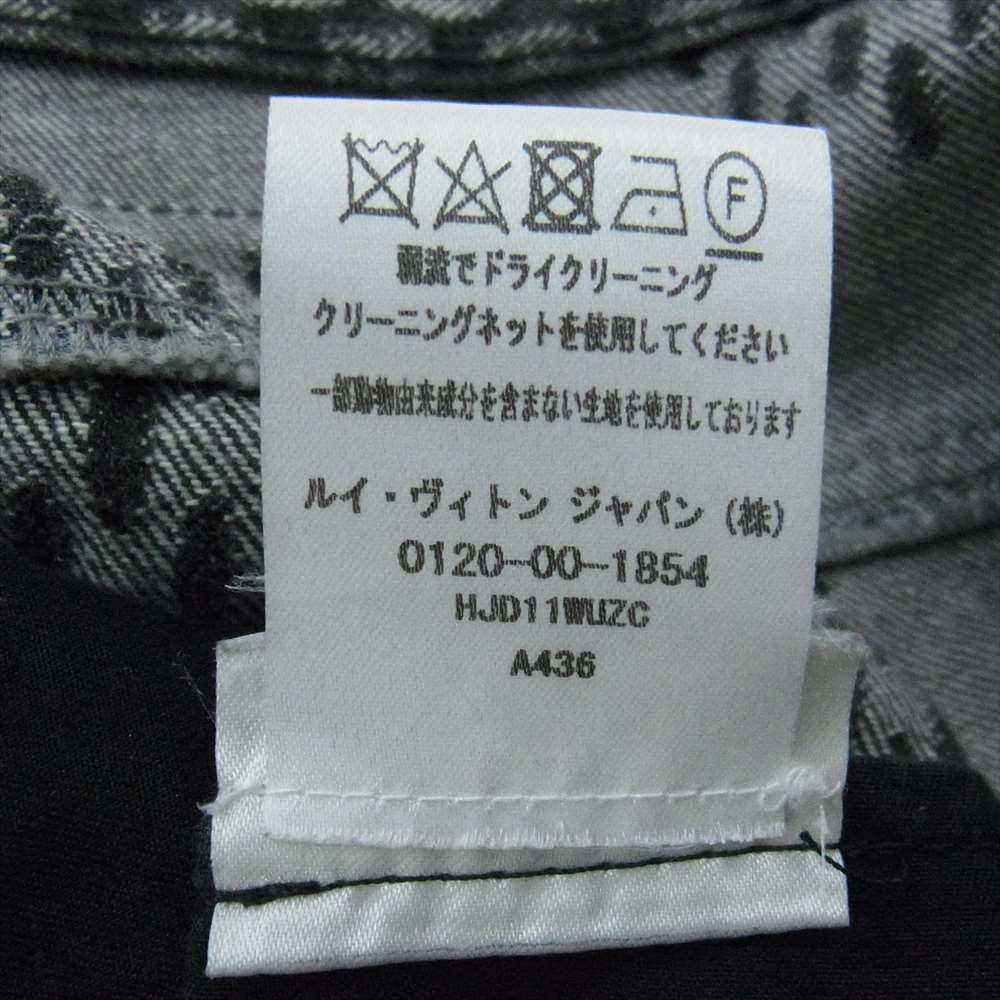 F
弱流でドライクリーニング
クリーニングネットを使用してください
一部動物由来成分を含まない生地を使用しております
ルイ・ヴィトン ジャパン (株)
0120-00-1854
HJD11WUZC
A436